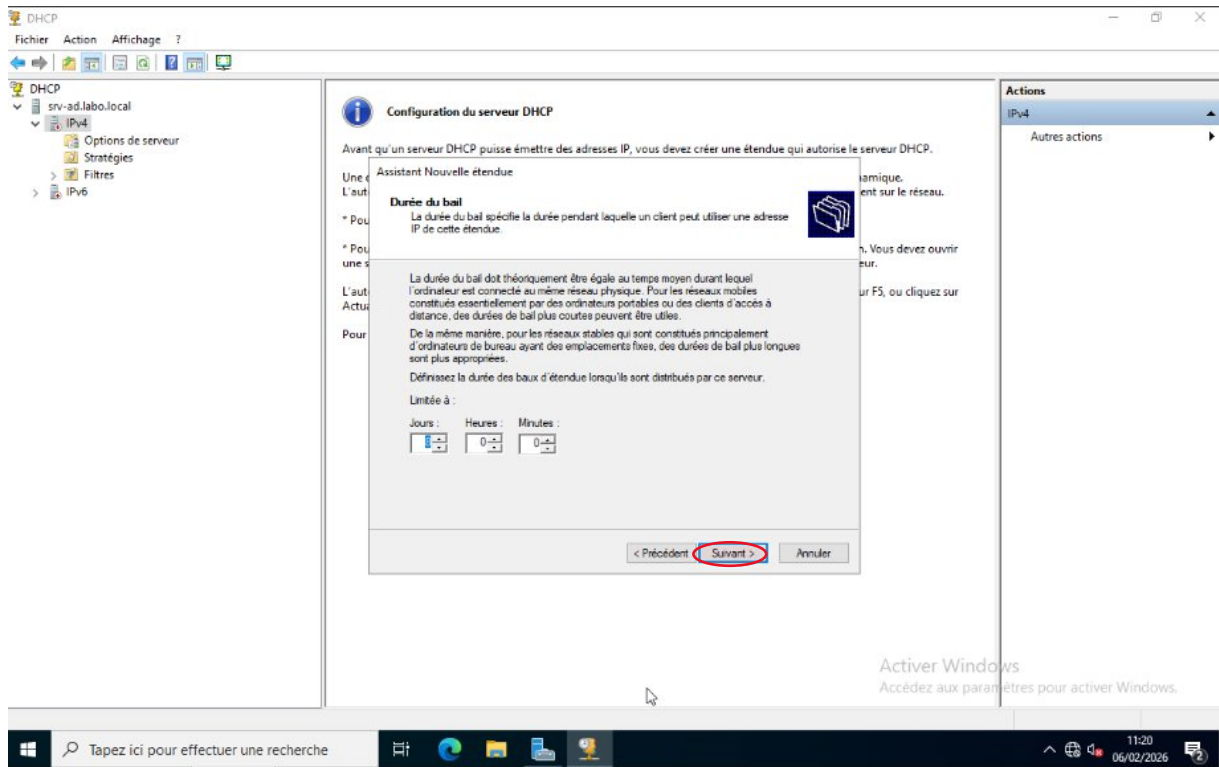 DHCP
Fichier Action Affichage ?
DHCP
srv-ad.labo.local
IPv4
Options de serveur
Stratégies
Filtres
IPv6
Configuration du serveur DHCP
Avant qu'un serveur DHCP puisse émettre des adresses IP, vous devez créer une étendue qui autorise le serveur DHCP.
Une
amique.
L'aut
ent sur le réseau.
* Pou
* Pou
n. Vous devez ouvrir
une s
eur.
L'aut
ur F5, ou cliquez sur
Actua
Pour
Assistant Nouvelle étendue
Durée du bail
La durée du bail spécifie la durée pendant laquelle un client peut utiliser une adresse
IP de cette étendue.
La durée du bail doit théoriquement être égale au temps moyen durant lequel
l'ordinateur est connecté au même réseau physique. Pour les réseaux mobiles
constitués essentiellement par des ordinateurs portables ou des clients d'accès à
distance, des durées de bail plus courtes peuvent être utiles.
De la même manière, pour les réseaux stables qui sont constitués principalement
d'ordinateurs de bureau ayant des emplacements fixes, des durées de bail plus longues
sont plus appropriées.
Définissez la durée des baux d'étendue lorsqu'ils sont distribués par ce serveur.
Limitée à :
Jours : Heures : Minutes :
0 0
< Précédent Suivant > Annuler
Actions
IPv4
Autres actions
Activer Windows
Accédez aux paramètres pour activer Windows.
Tapez ici pour effectuer une recherche
11:20
06/02/2026
2